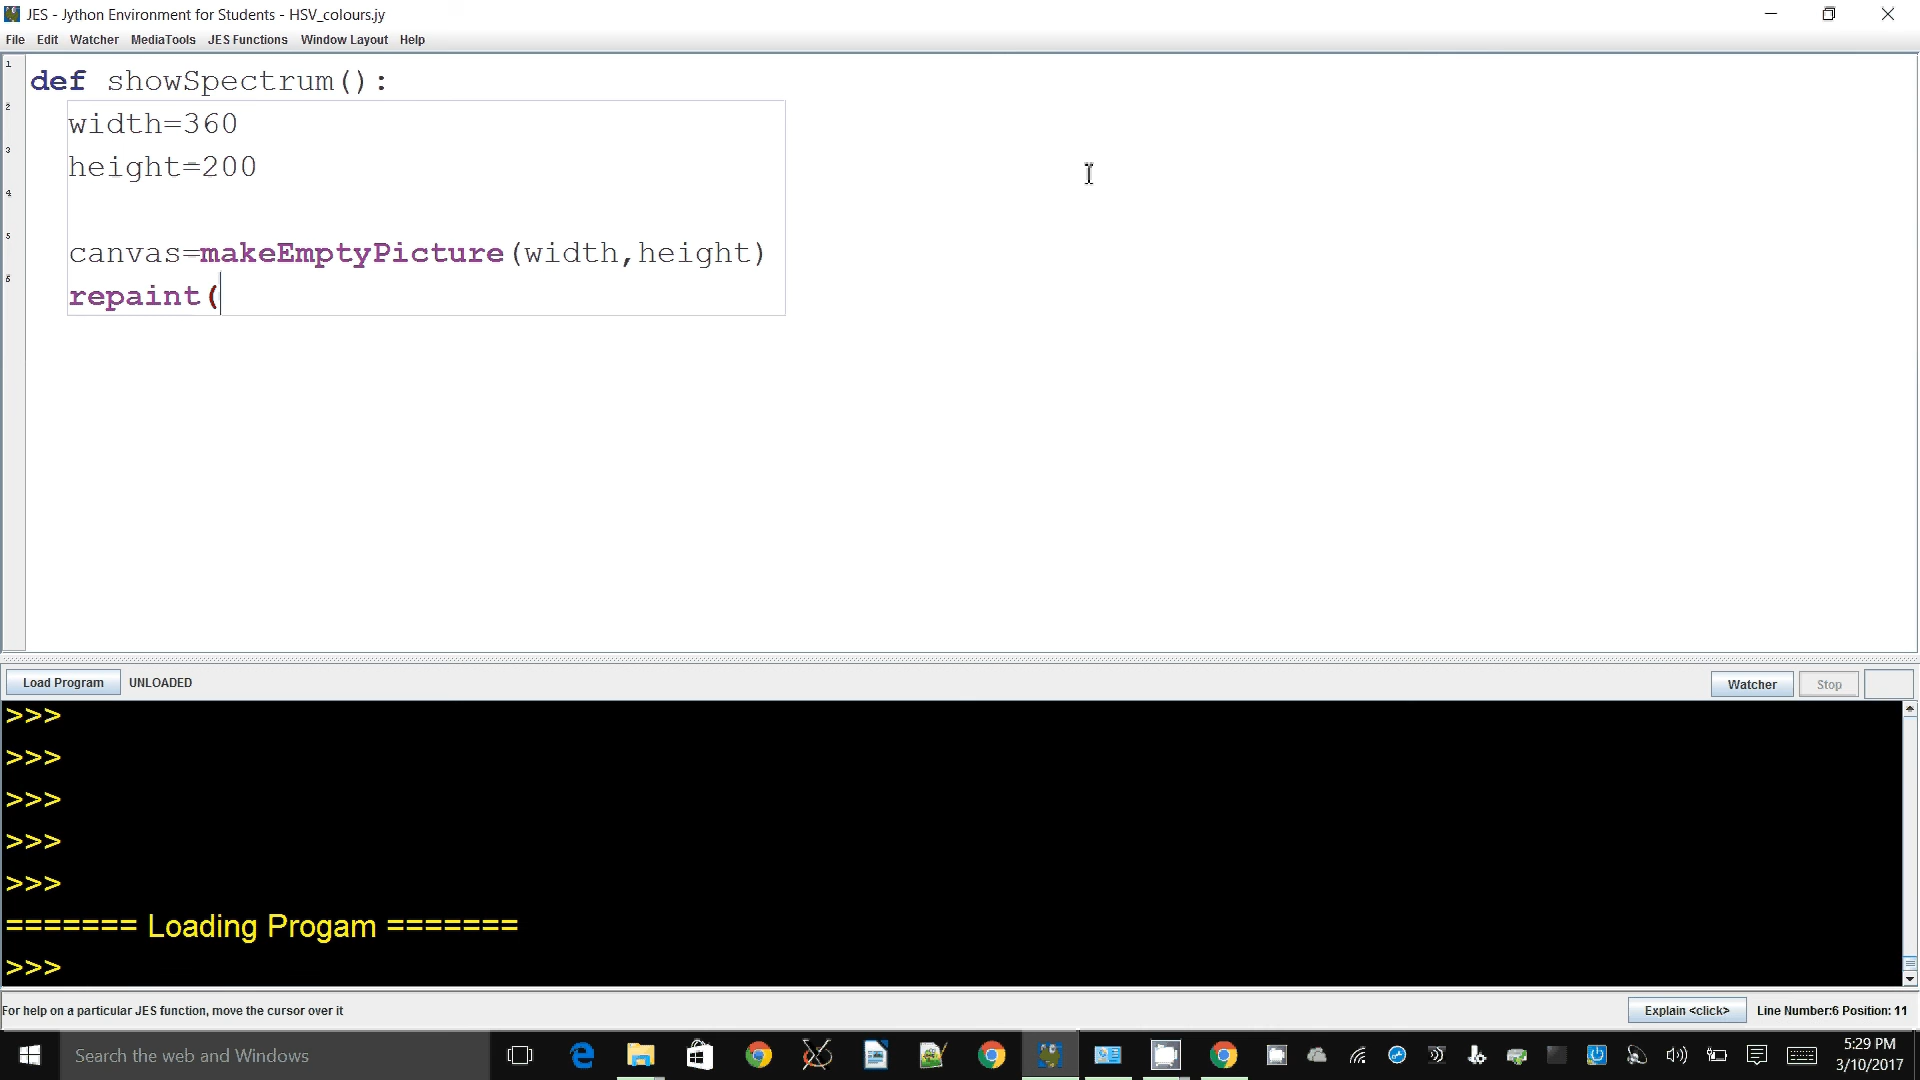 JES - Jython Environment for Students - HSV_colours.jy
File Edit Watcher MediaTools JES Functions Window Layout Help
1 def showSpectrum():
2 width=360
3 height=200
4
5 canvas=makeEmptyPicture(width,height)
6 repaint(
Load Program UNLOADED Watcher Stop
>>>
>>>
>>>
>>>
>>>
======= Loading Progam =======
>>>
For help on a particular JES function, move the cursor over it Explain <click> Line Number:6 Position: 11
Search the web and Windows
5:29 PM
3/10/2017